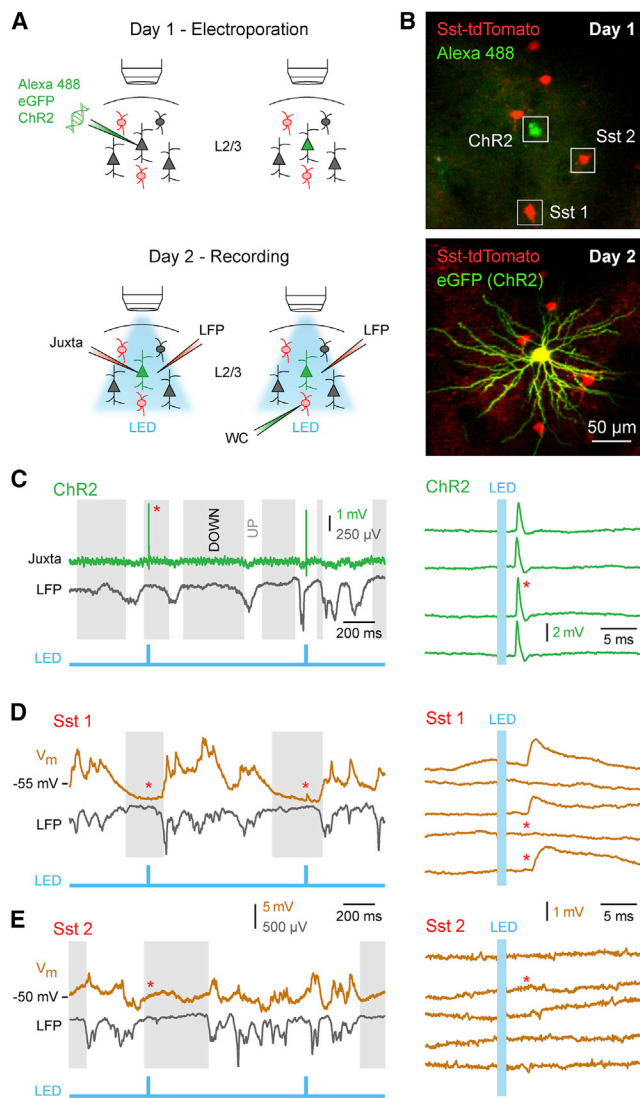 A
Day 1 - Electroporation
Alexa 488
eGFP
ChR2
L2/3
Day 2 - Recording
Juxta
LFP
LFP
L2/3
LED
WC
LED
B
Sst-tdTomato
Day 1
Alexa 488
ChR2
Sst 2
Sst 1
Sst-tdTomato
Day 2
eGFP (ChR2)
50 µm
C
ChR2
DOWN
UP
1 mV
250 µV
Juxta
*
LFP
200 ms
LED
ChR2
LED
*
2 mV
5 ms
D
Sst 1
Vm
-55 mV
*
*
LFP
LED
5 mV
500 µV
200 ms
Sst 1
LED
*
*
1 mV
5 ms
E
Sst 2
Vm
-50 mV
*
LFP
LED
Sst 2
LED
*